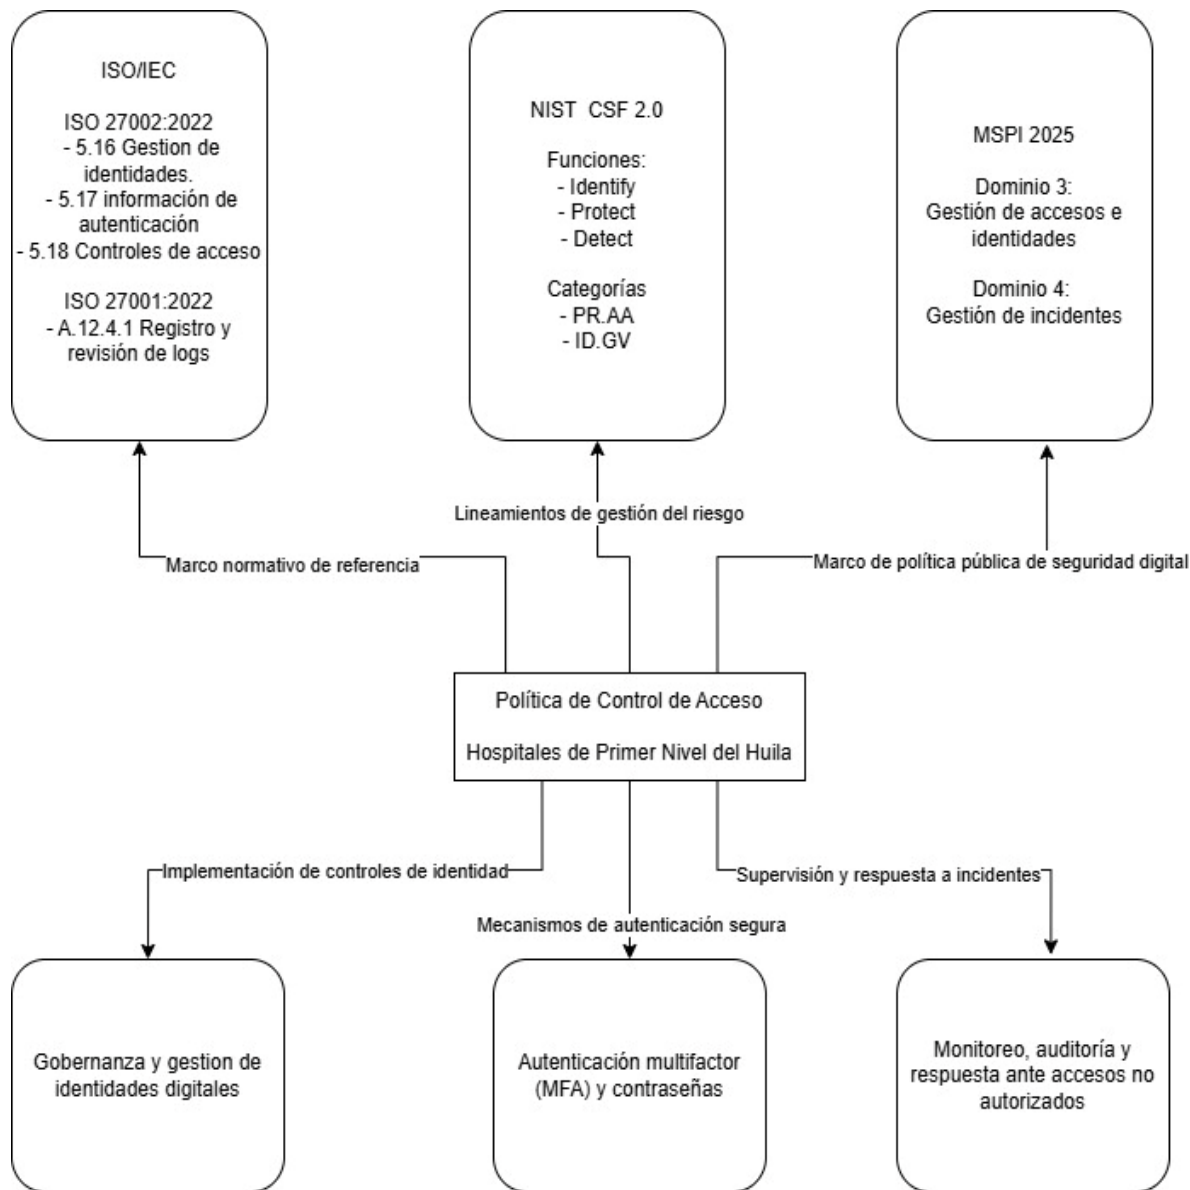 ISO/IEC
ISO 27002:2022
- 5.16 Gestion de
identidades.
- 5.17 información de
autenticación
- 5.18 Controles de acceso
ISO 27001:2022
- A.12.4.1 Registro y
revisión de logs
NIST CSF 2.0
Funciones:
- Identify
- Protect
- Detect
Categorías
- PR.AA
- ID.GV
MSPI 2025
Dominio 3:
Gestión de accesos e
identidades
Dominio 4:
Gestión de incidentes
Lineamientos de gestión del riesgo
Marco normativo de referencia
Marco de política pública de seguridad digital
Política de Control de Acceso
Hospitales de Primer Nivel del Huila
Implementación de controles de identidad
Supervisión y respuesta a incidentes
Mecanismos de autenticación segura
Gobernanza y gestion de
identidades digitales
Autenticación multifactor
(MFA) y contraseñas
Monitoreo, auditoría y
respuesta ante accesos no
autorizados